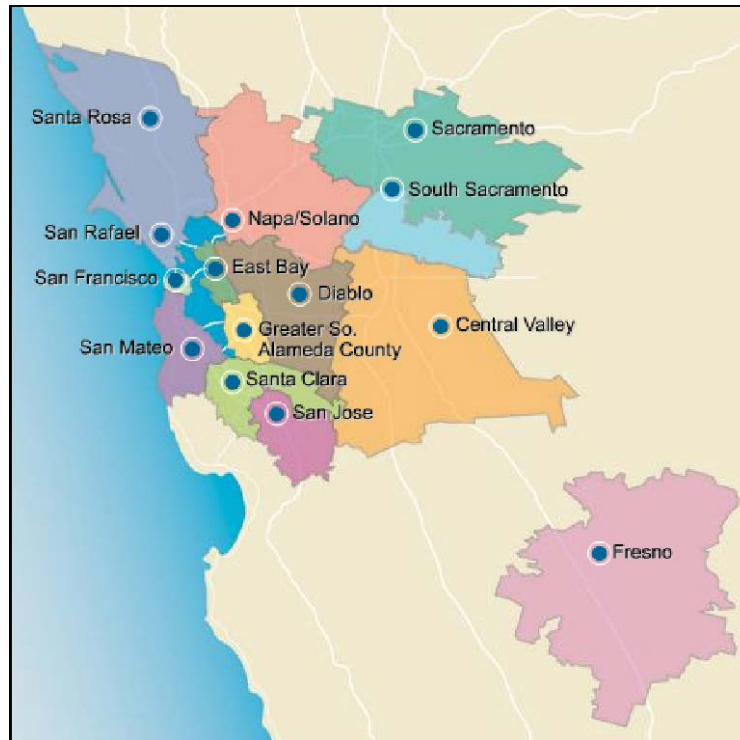 Santa Rosa
Sacramento
South Sacramento
Napa/Solano
San Rafael
East Bay
San Francisco
Diablo
Greater So.
Alameda County
Central Valley
San Mateo
Santa Clara
San Jose
Fresno